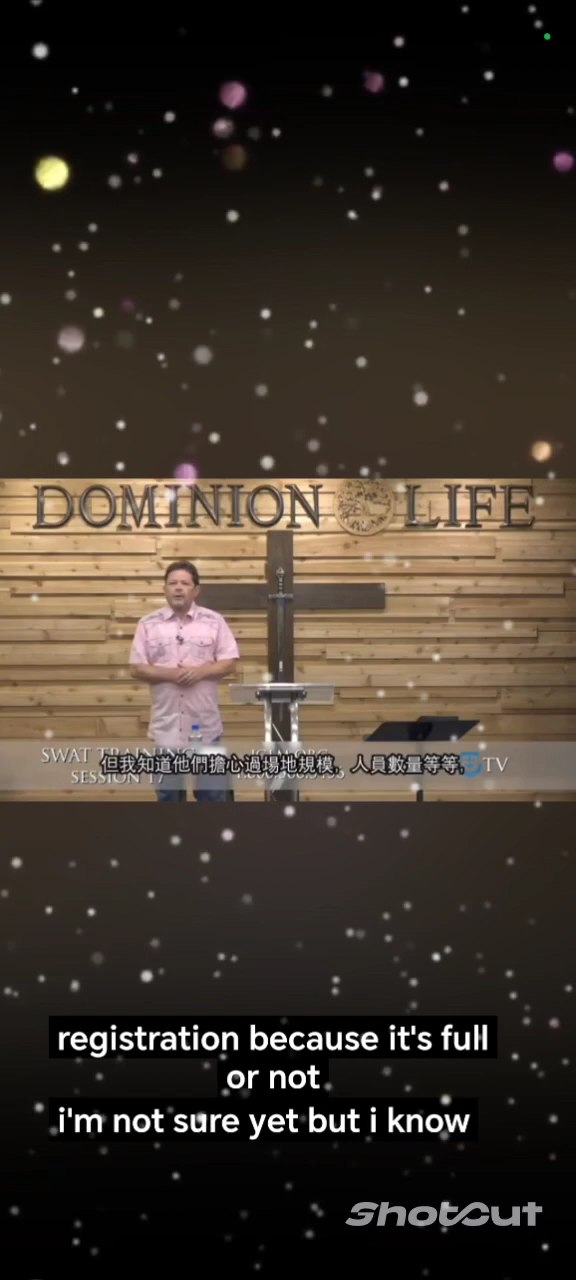 DOMINION LIFE
SWAT TRAINING
SESSION 17
但我知道他們擔心過場地規模，人員數量等等，
TV
registration because it's full
or not
i'm not sure yet but i know
Shotcut